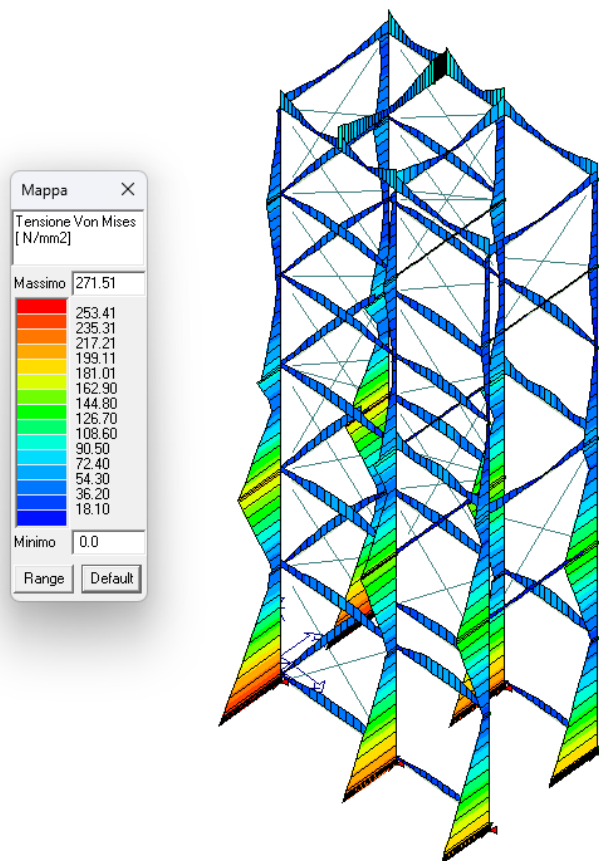 Mappa
Tensione Von Mises
[ N/mm2]
Massimo 271.51
253.41
235.31
217.21
199.11
181.01
162.90
144.80
126.70
108.60
90.50
72.40
54.30
36.20
18.10
Minimo 0.0
Range Default